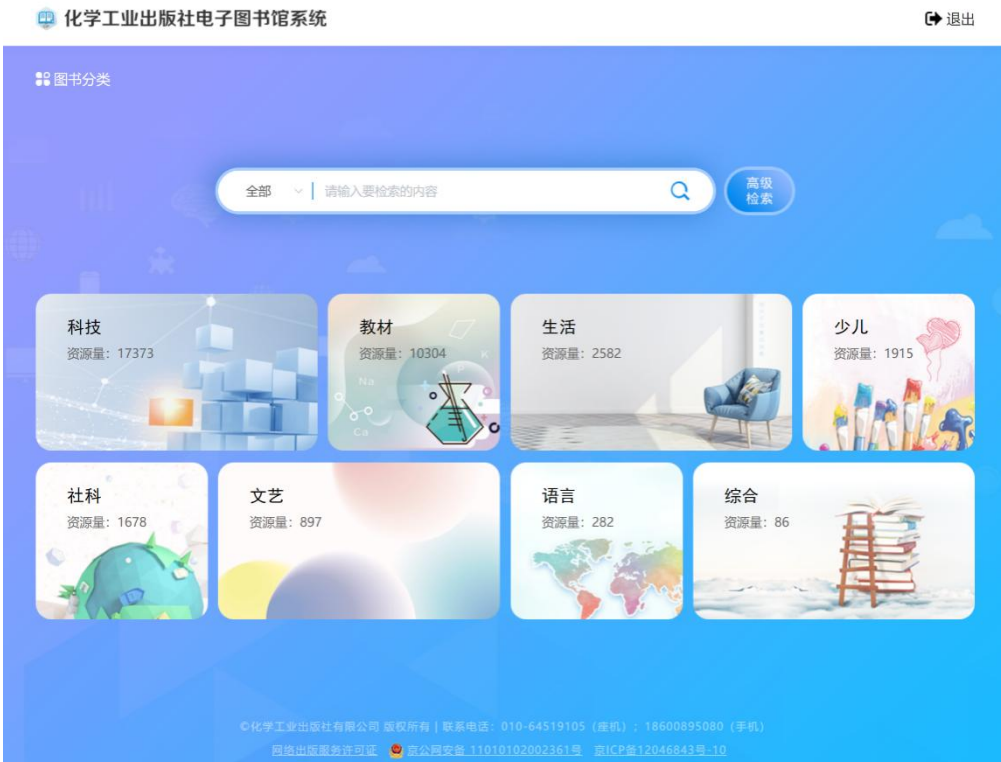 化学工业出版社电子图书馆系统
退出
图书分类
全部
请输入要检索的内容
高级
检索
科技
资源量：17373
教材
资源量：10304
Na
K
P
Ca
生活
资源量：2582
少儿
资源量：1915
社科
资源量：1678
文艺
资源量：897
语言
资源量：282
综合
资源量：86
©化学工业出版社有限公司 版权所有 | 联系电话：010-64519105（座机）；18600895080（手机）
网络出版服务许可证 京公网安备 11010102002361号 京ICP备12046843号-10